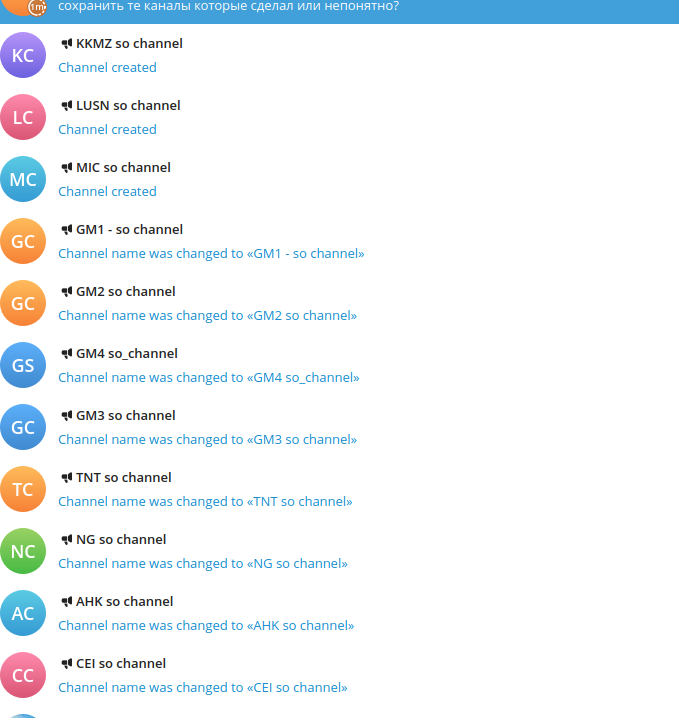 1m сохранить те каналы которые сделал или непонятно?
KC KKMZ so channel
Channel created
LC LUSN so channel
Channel created
MC MIC so channel
Channel created
GC GM1 - so channel
Channel name was changed to «GM1 - so channel»
GC GM2 so channel
Channel name was changed to «GM2 so channel»
GS GM4 so_channel
Channel name was changed to «GM4 so_channel»
GC GM3 so channel
Channel name was changed to «GM3 so channel»
TC TNT so channel
Channel name was changed to «TNT so channel»
NC NG so channel
Channel name was changed to «NG so channel»
AC AHK so channel
Channel name was changed to «AHK so channel»
CC CEI so channel
Channel name was changed to «CEI so channel»